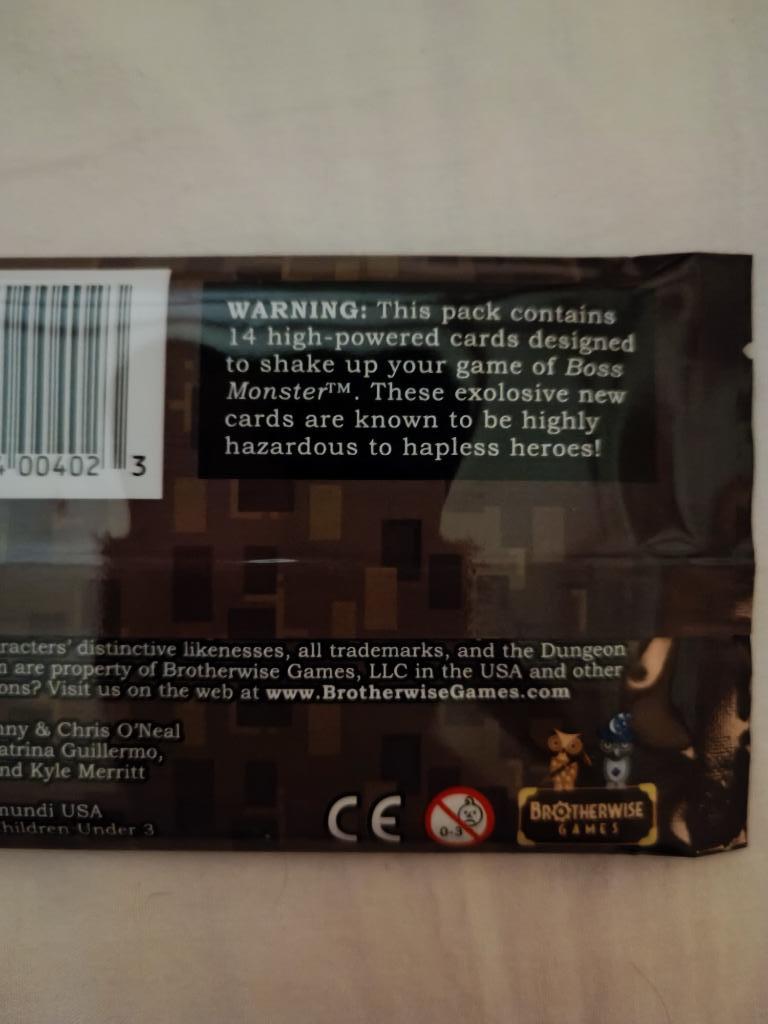 WARNING: This pack contains
14 high-powered cards designed
to shake up your game of Boss
Monster™. These exolosive new
cards are known to be highly
hazardous to hapless heroes!
00402 3
racters' distinctive likenesses, all trademarks, and the Dungeon
are property of Brotherwise Games, LLC in the USA and other
ons? Visit us on the web at www.BrotherwiseGames.com
nny & Chris O'Neal
atrina Guillermo,
nd Kyle Merritt
mundi USA
hildren Under 3
CE
0-3
BROTHERWISE
GAMES